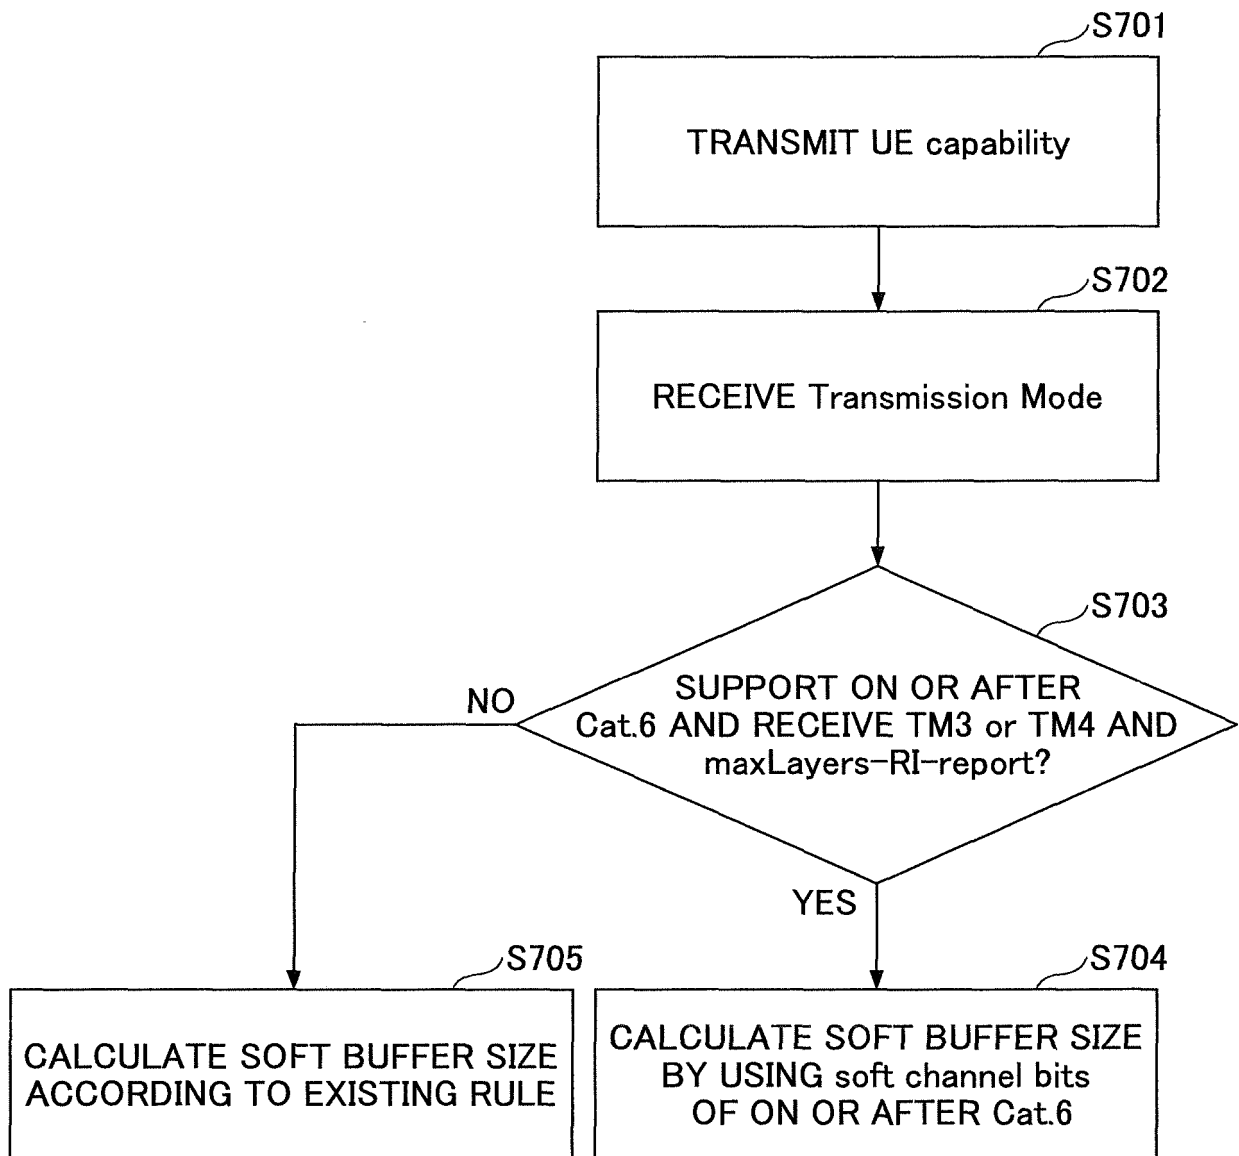 S701
TRANSMIT UE capability
S702
RECEIVE Transmission Mode
S703
SUPPORT ON OR AFTER
Cat.6 AND RECEIVE TM3 or TM4 AND
maxLayers-RI-report?
NO
YES
S705
CALCULATE SOFT BUFFER SIZE
ACCORDING TO EXISTING RULE
S704
CALCULATE SOFT BUFFER SIZE
BY USING soft channel bits
OF ON OR AFTER Cat.6